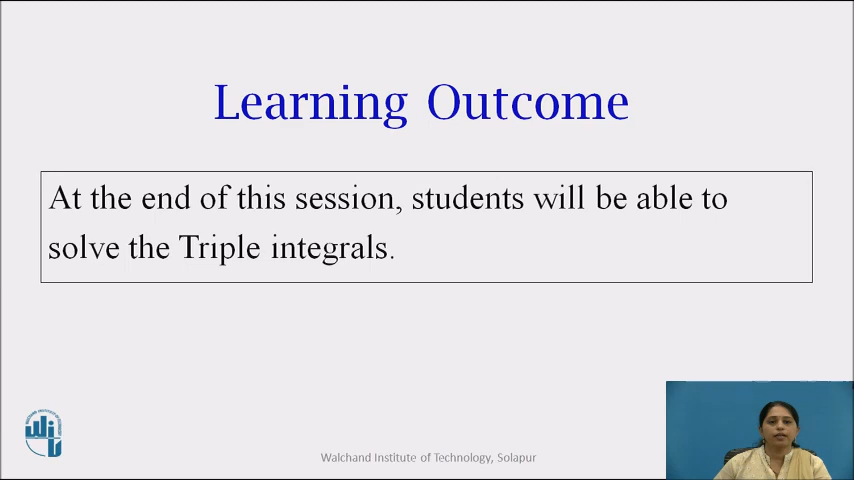 Learning Outcome
At the end of this session, students will be able to
solve the Triple integrals.
Walchand Institute of Technology, Solapur